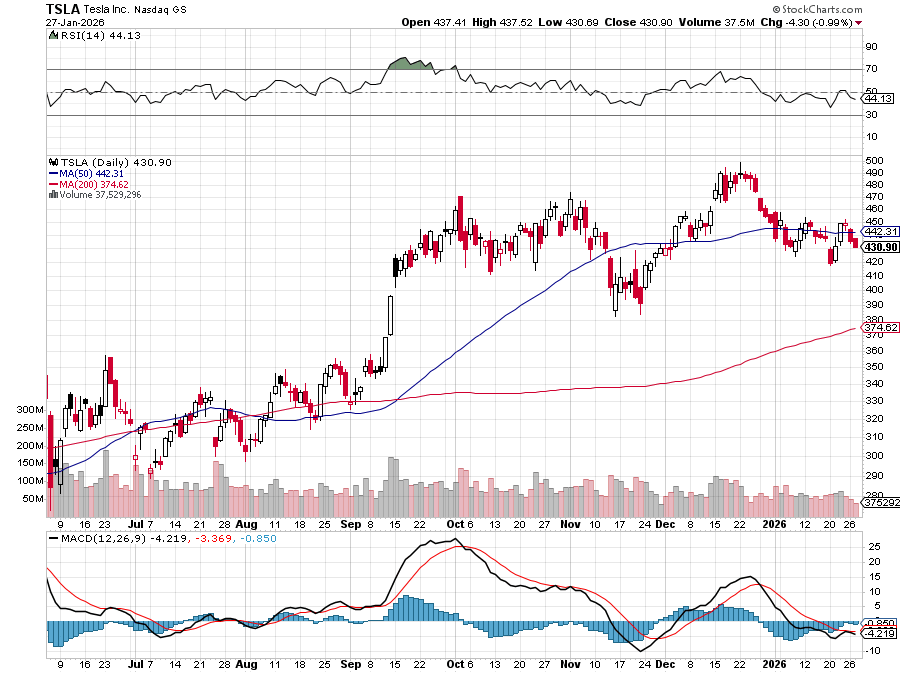 TSLA Tesla Inc. Nasdaq GS
© StockCharts.com
27-Jan-2026
Open 437.41 High 437.52 Low 430.69 Close 430.90 Volume 37.5M Chg -4.30 (-0.99%)
RSI(14) 44.13
90
70
50
44.13
30
10
TSLA (Daily) 430.90
MA(50) 442.31
MA(200) 374.62
Volume 37,529,296
500
490
480
470
460
450
442.31
430.90
420
410
400
390
380
374.62
370
360
350
340
330
320
310
300
290
280
37529296
300M
250M
200M
150M
100M
50M
9 16 23 Jul 7 14 21 28 Aug 11 18 25 Sep 8 15 22 Oct 6 13 20 27 Nov 10 17 24 Dec 8 15 22 2026 12 20 26
MACD(12,26,9) -4.219, -3.369, -0.850
25
20
15
10
5
-0.850
-4.219
-10
9 16 23 Jul 7 14 21 28 Aug 11 18 25 Sep 8 15 22 Oct 6 13 20 27 Nov 10 17 24 Dec 8 15 22 2026 12 20 26